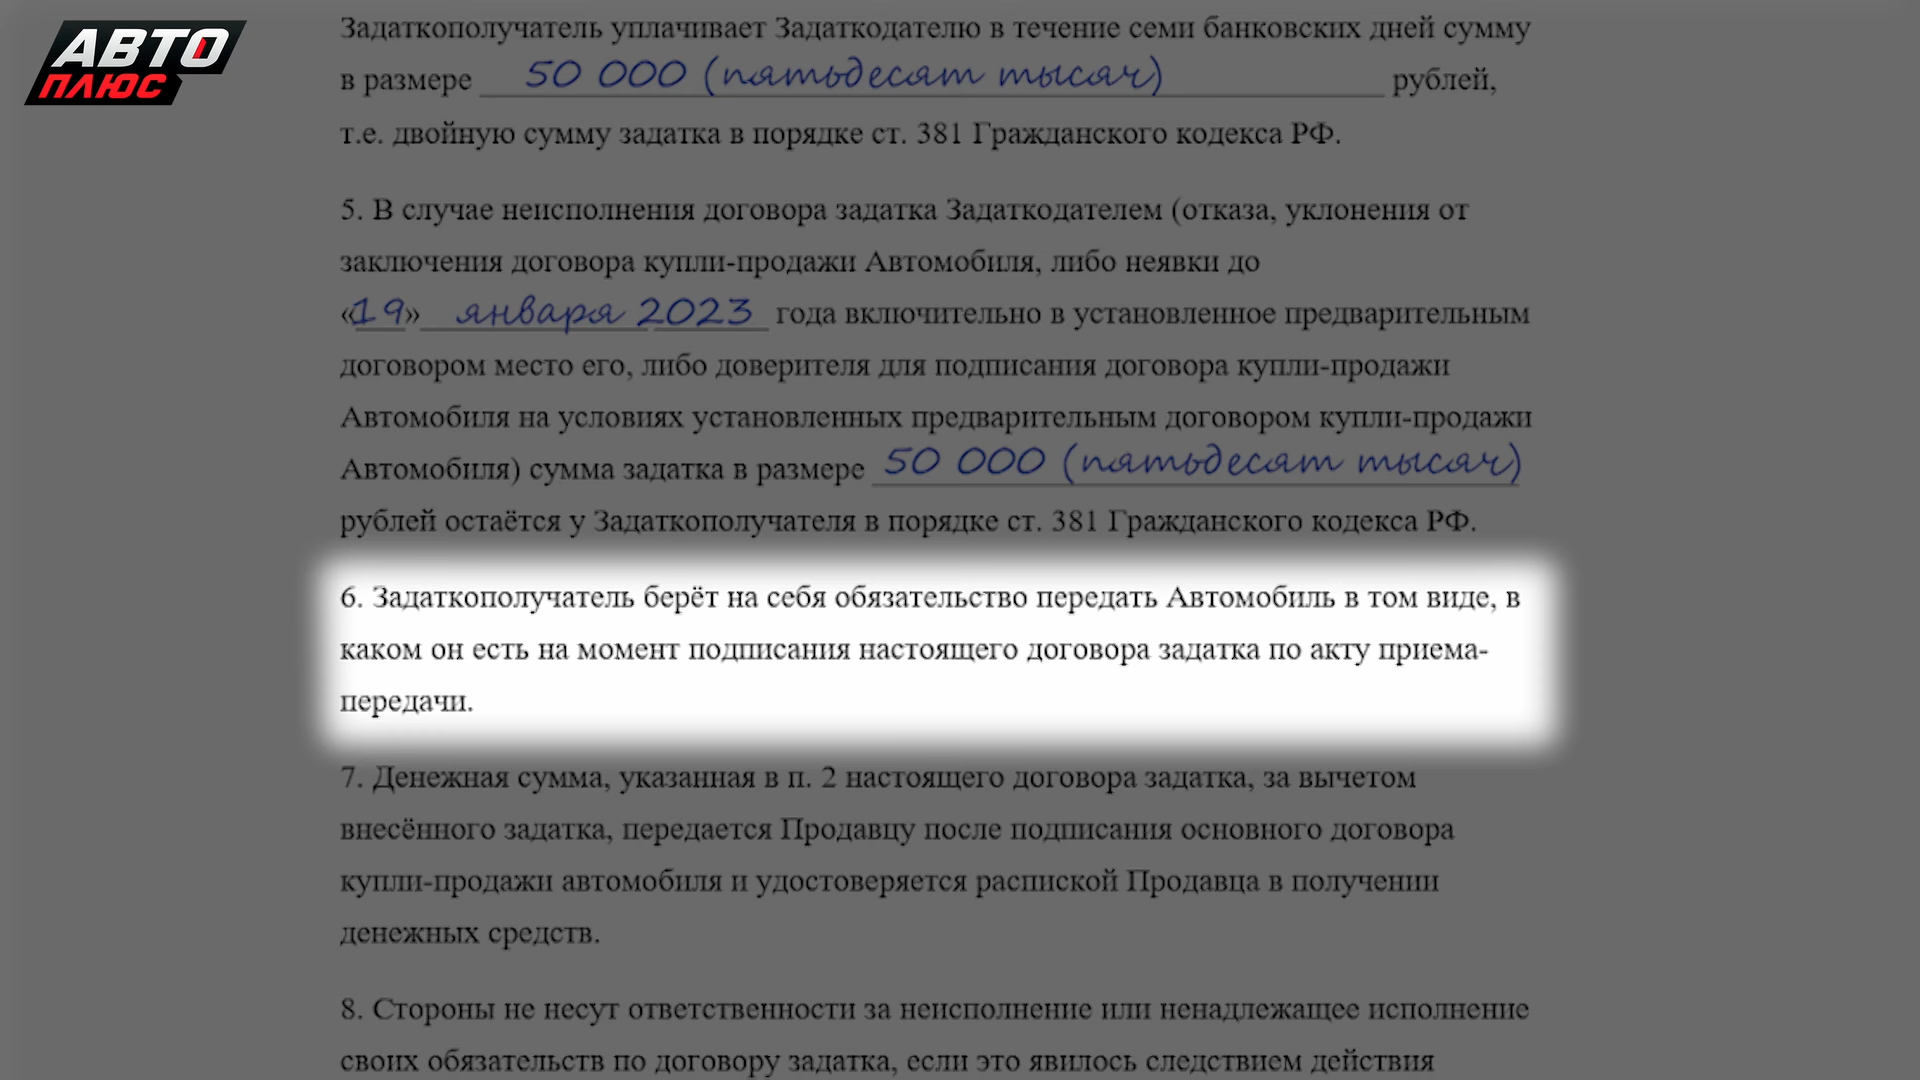 АВТО
ПЛЮС
Задаткополучатель уплачивает Задаткодателю в течение семи банковских дней сумму
в размере 50 000 (пятьдесят тысяч) рублей,
т.е. двойную сумму задатка в порядке ст. 381 Гражданского кодекса РФ.
5. В случае неисполнения договора задатка Задаткодателем (отказа, уклонения от
заключения договора купли-продажи Автомобиля, либо неявки до
«19» января 2023 года включительно в установленное предварительным
договором место его, либо доверителя для подписания договора купли-продажи
Автомобиля на условиях установленных предварительным договором купли-продажи
Автомобиля) сумма задатка в размере 50 000 (пятьдесят тысяч)
рублей остаётся у Задаткополучателя в порядке ст. 381 Гражданского кодекса РФ.
6. Задаткополучатель берёт на себя обязательство передать Автомобиль в том виде, в
каком он есть на момент подписания настоящего договора задатка по акту приема-
передачи.
7. Денежная сумма, указанная в п. 2 настоящего договора задатка, за вычетом
внесённого задатка, передается Продавцу после подписания основного договора
купли-продажи автомобиля и удостоверяется распиской Продавца в получении
денежных средств.
8. Стороны не несут ответственности за неисполнение или ненадлежащее исполнение
своих обязательств по договору задатка, если это явилось следствием действия